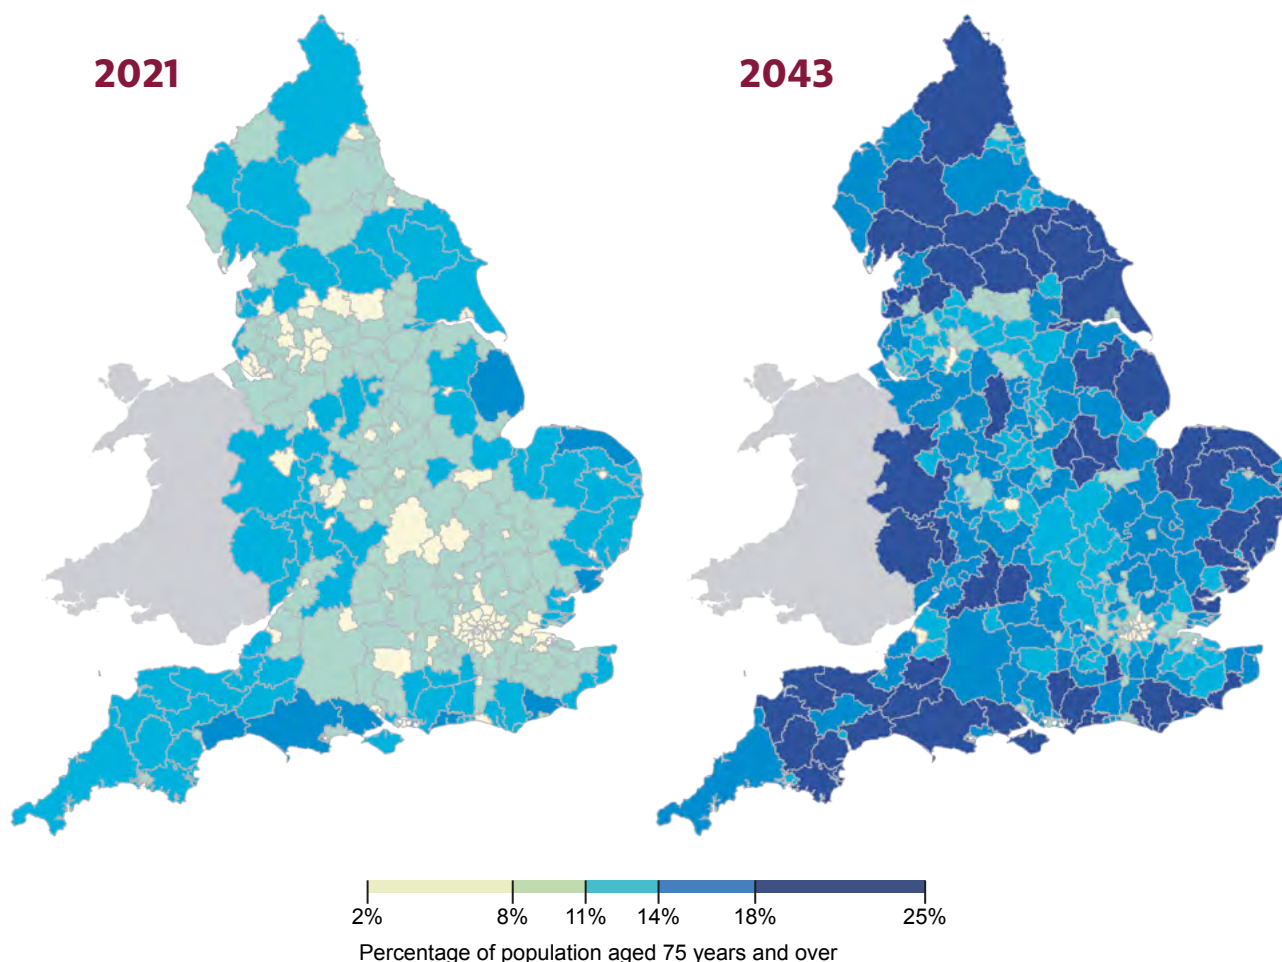 2021
2043
2% 8% 11% 14% 18% 25%
Percentage of population aged 75 years and over